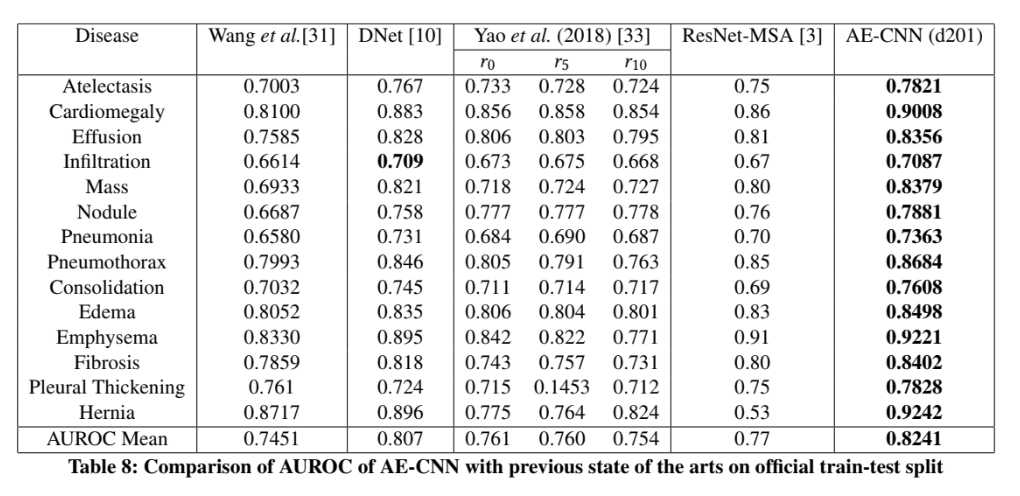 Disease Wang et al.[31] DNet [10] Yao et al. (2018) [33] ResNet-MSA [3] AE-CNN (d201)
r0 r5 r10
Atelectasis 0.7003 0.767 0.733 0.728 0.724 0.75 0.7821
Cardiomegaly 0.8100 0.883 0.856 0.858 0.854 0.86 0.9008
Effusion 0.7585 0.828 0.806 0.803 0.795 0.81 0.8356
Infiltration 0.6614 0.709 0.673 0.675 0.668 0.67 0.7087
Mass 0.6933 0.821 0.718 0.724 0.727 0.80 0.8379
Nodule 0.6687 0.758 0.777 0.777 0.778 0.76 0.7881
Pneumonia 0.6580 0.731 0.684 0.690 0.687 0.70 0.7363
Pneumothorax 0.7993 0.846 0.805 0.791 0.763 0.85 0.8684
Consolidation 0.7032 0.745 0.711 0.714 0.717 0.69 0.7608
Edema 0.8052 0.835 0.806 0.804 0.801 0.83 0.8498
Emphysema 0.8330 0.895 0.842 0.822 0.771 0.91 0.9221
Fibrosis 0.7859 0.818 0.743 0.757 0.731 0.80 0.8402
Pleural Thickening 0.761 0.724 0.715 0.1453 0.712 0.75 0.7828
Hernia 0.8717 0.896 0.775 0.764 0.824 0.53 0.9242
AUROC Mean 0.7451 0.807 0.761 0.760 0.754 0.77 0.8241
Table 8: Comparison of AUROC of AE-CNN with previous state of the arts on official train-test split